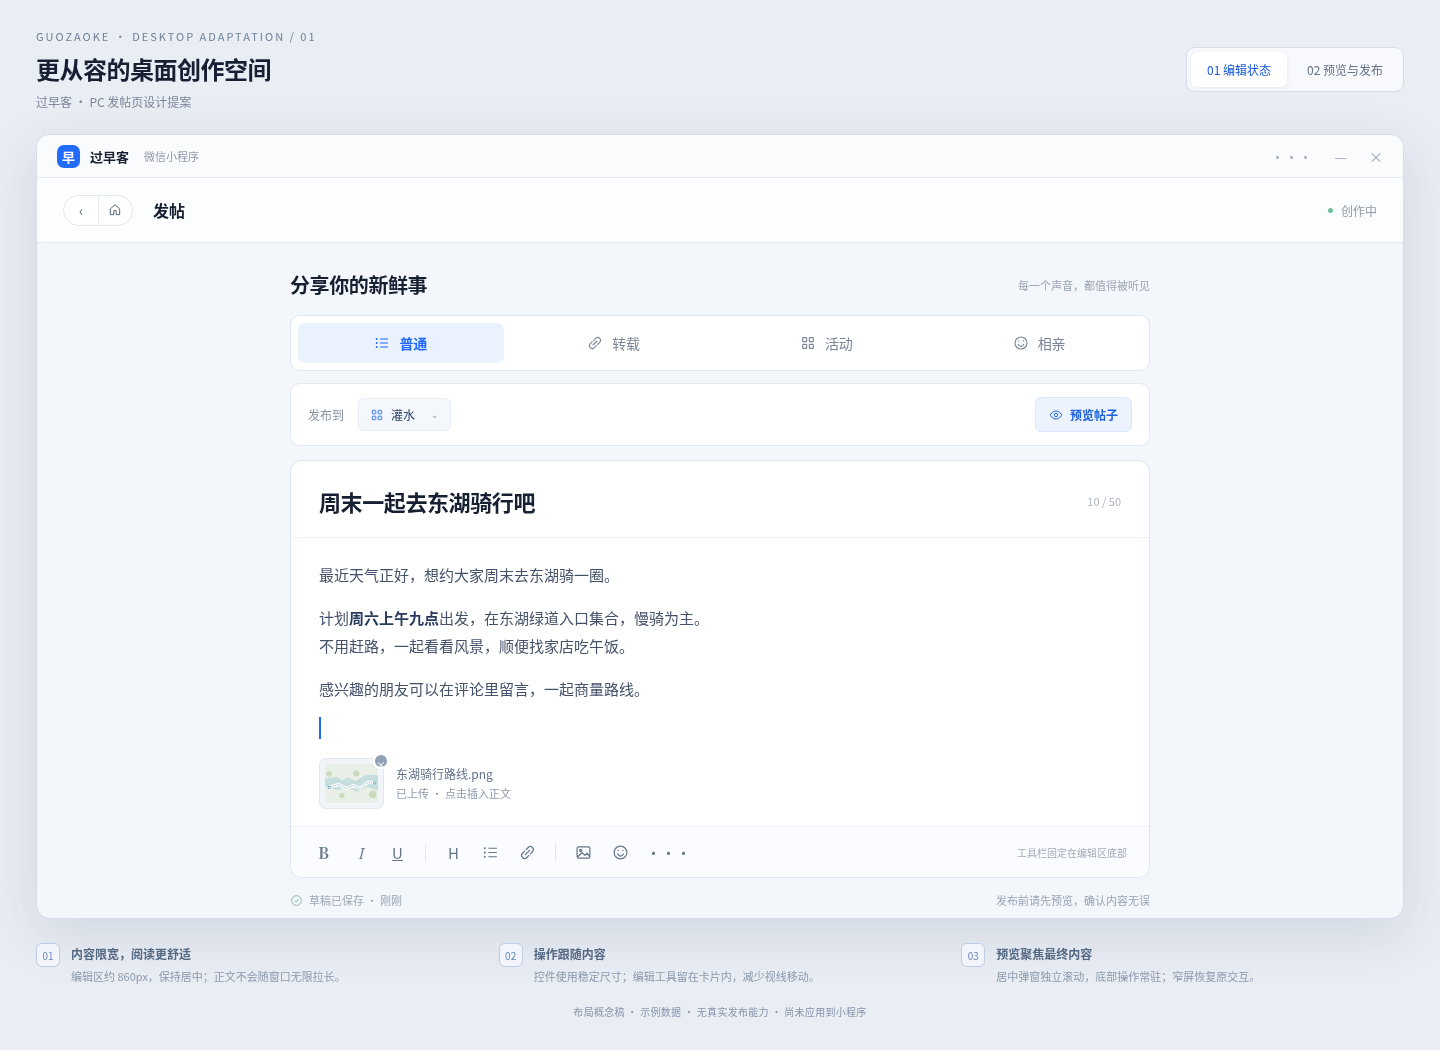 GUOZAOKE · DESKTOP ADAPTATION / 01
更从容的桌面创作空间
过早客 · PC 发帖页设计提案
01 编辑状态
02 预览与发布
早 过早客 微信小程序
发帖
创作中
分享你的新鲜事
每一个声音，都值得被听见
普通
转载
活动
相亲
发布到
灌水
预览帖子
周末一起去东湖骑行吧
10 / 50
最近天气正好，想约大家周末去东湖骑一圈。
计划周六上午九点出发，在东湖绿道入口集合，慢骑为主。
不用赶路，一起看看风景，顺便找家店吃午饭。
感兴趣的朋友可以在评论里留言，一起商量路线。
东湖骑行路线.png
已上传 · 点击插入正文
B I U H
工具栏固定在编辑区底部
草稿已保存 · 刚刚
发布前请先预览，确认内容无误
01 内容限宽，阅读更舒适
编辑区约 860px，保持居中；正文不会随窗口无限拉长。
02 操作跟随内容
控件使用稳定尺寸；编辑工具留在卡片内，减少视线移动。
03 预览聚焦最终内容
居中弹窗独立滚动，底部操作常驻；窄屏恢复原交互。
布局概念稿 · 示例数据 · 无真实发布能力 · 尚未应用到小程序